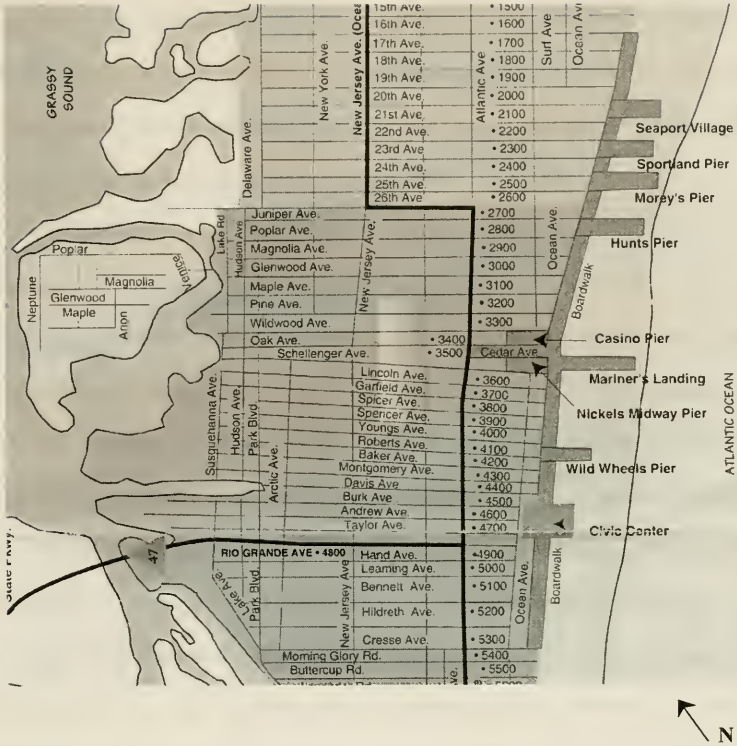 15th Ave.
• 1500
16th Ave.
• 1600
17th Ave.
• 1700
18th Ave.
• 1800
19th Ave.
• 1900
20th Ave.
• 2000
21st Ave.
• 2100
22nd Ave.
• 2200
23rd Ave
• 2300
24th Ave.
• 2400
25th Ave.
• 2500
26th Ave.
• 2600
GRASSY
SOUND
Delaware Ave.
New York Ave.
New Jersey Ave.
Atlantic Ave.
Surf Ave
Ocean Ave
Seaport Village
Sportland Pier
Morey's Pier
Hunts Pier
Juniper Ave.
• 2700
Poplar Ave.
• 2800
Magnolia Ave.
• 2900
Glenwood Ave.
• 3000
Maple Ave.
• 3100
Pine Ave.
• 3200
Wildwood Ave.
• 3300
Oak Ave.
• 3400
Schellenger Ave.
• 3500
Cedar Ave.
Lake Rd
Hudson Ave
New Jersey Ave.
Ocean Ave.
Boardwalk
Poplar
Neptune
Venice
Magnolia
Glenwood
Maple
Anon
Casino Pier
Mariner's Landing
Nickels Midway Pier
Lincoln Ave.
• 3600
Garfield Ave.
• 3700
Spicer Ave.
• 3800
Spencer Ave.
• 3900
Youngs Ave.
• 4000
Roberts Ave.
• 4100
Baker Ave.
• 4200
Montgomery Ave.
• 4300
Davis Ave
• 4400
Burk Ave
• 4500
Andrew Ave.
• 4600
Taylor Ave.
• 4700
Susquehanna Ave.
Hudson Ave.
Park Blvd.
Arctic Ave.
Wild Wheels Pier
Civic Center
ATLANTIC OCEAN
State Pkwy.
47
RIO GRANDE AVE • 4800
Hand Ave.
• 4900
Leaming Ave.
• 5000
Bennett Ave.
• 5100
Hildreth Ave.
• 5200
Cresse Ave.
• 5300
Morning Glory Rd.
• 5400
Buttercup Rd.
• 5500
Lake Ave.
Park Blvd.
New Jersey Ave
Ocean Ave.
Boardwalk
N